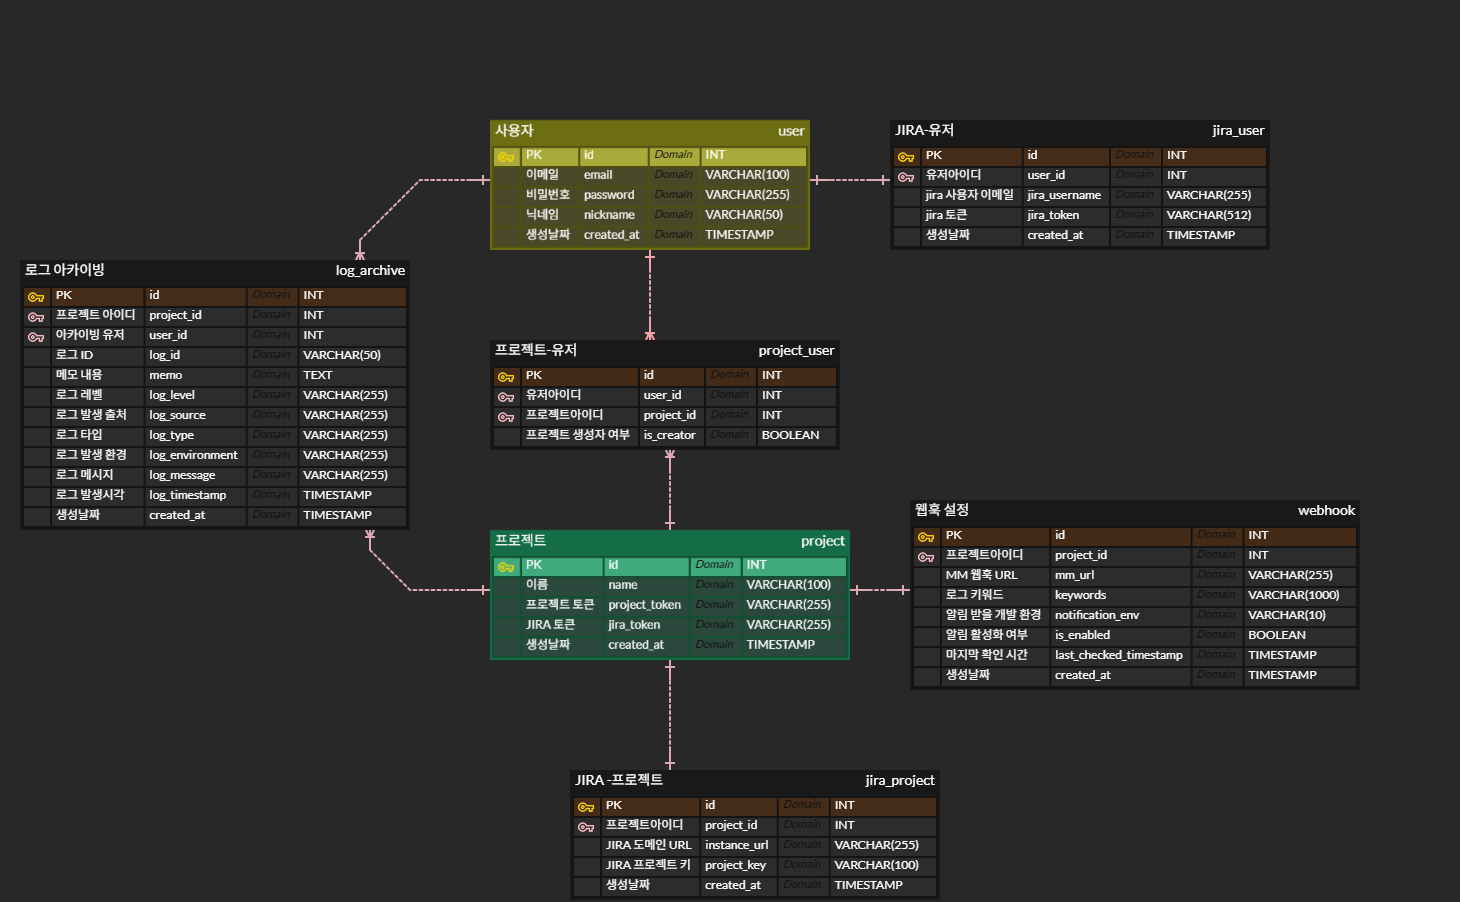 사용자 user
PK id Domain INT
이메일 email Domain VARCHAR(100)
비밀번호 password Domain VARCHAR(255)
닉네임 nickname Domain VARCHAR(50)
생성날짜 created_at Domain TIMESTAMP
JIRA-유저 jira_user
PK id Domain INT
유저아이디 user_id Domain INT
jira 사용자 이메일 jira_username Domain VARCHAR(255)
jira 토큰 jira_token Domain VARCHAR(512)
생성날짜 created_at Domain TIMESTAMP
로그 아카이빙 log_archive
PK id Domain INT
프로젝트 아이디 project_id Domain INT
아카이빙 유저 user_id Domain INT
로그 ID log_id Domain VARCHAR(50)
메모 내용 memo Domain TEXT
로그 레벨 log_level Domain VARCHAR(255)
로그 발생 출처 log_source Domain VARCHAR(255)
로그 타입 log_type Domain VARCHAR(255)
로그 발생 환경 log_environment Domain VARCHAR(255)
로그 메시지 log_message Domain VARCHAR(255)
로그 발생시각 log_timestamp Domain TIMESTAMP
생성날짜 created_at Domain TIMESTAMP
프로젝트-유저 project_user
PK id Domain INT
유저아이디 user_id Domain INT
프로젝트아이디 project_id Domain INT
프로젝트 생성자 여부 is_creator Domain BOOLEAN
프로젝트 project
PK id Domain INT
이름 name Domain VARCHAR(100)
프로젝트 토큰 project_token Domain VARCHAR(255)
JIRA 토큰 jira_token Domain VARCHAR(255)
생성날짜 created_at Domain TIMESTAMP
웹훅 설정 webhook
PK id Domain INT
프로젝트아이디 project_id Domain INT
MM 웹훅 URL mm_url Domain VARCHAR(255)
로그 키워드 keywords Domain VARCHAR(1000)
알림 받을 개발 환경 notification_env Domain VARCHAR(10)
알림 활성화 여부 is_enabled Domain BOOLEAN
마지막 확인 시간 last_checked_timestamp Domain TIMESTAMP
생성날짜 created_at Domain TIMESTAMP
JIRA -프로젝트 jira_project
PK id Domain INT
프로젝트아이디 project_id Domain INT
JIRA 도메인 URL instance_url Domain VARCHAR(255)
JIRA 프로젝트 키 project_key Domain VARCHAR(100)
생성날짜 created_at Domain TIMESTAMP